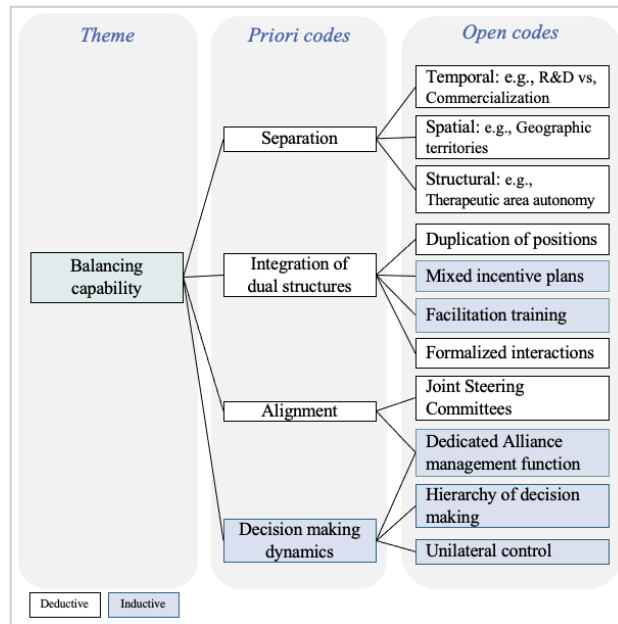 Theme
Priori codes
Open codes
Temporal: e.g., R&D vs,
Commercialization
Separation
Spatial: e.g., Geographic
territories
Structural: e.g.,
Therapeutic area autonomy
Duplication of positions
Balancing
capability
Integration of
dual structures
Mixed incentive plans
Facilitation training
Formalized interactions
Alignment
Joint Steering
Committees
Dedicated Alliance
management function
Decision making
dynamics
Hierarchy of decision
making
Unilateral control
Deductive
Inductive